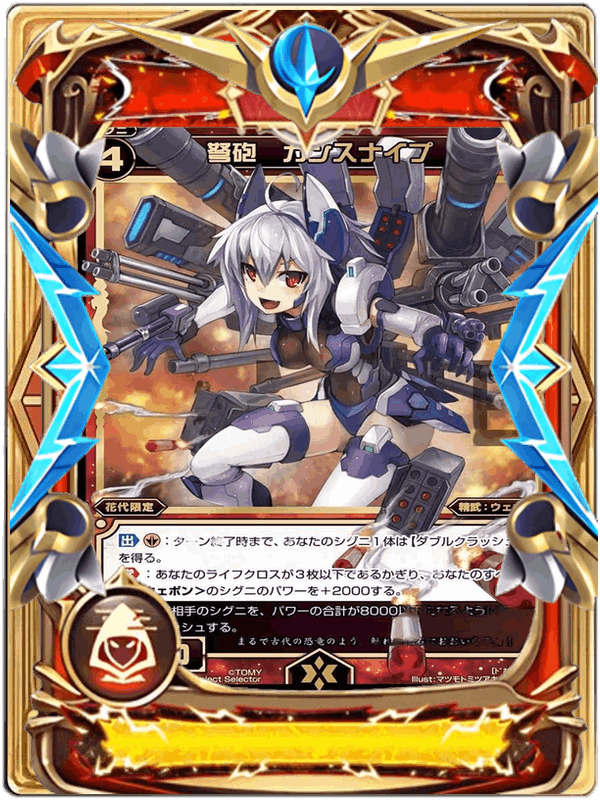 4
弩砲 ガンスナイプ
花代限定
精武:ウェ
出 :ターン終了時まで、あなたのシグニ1体は【ダブルクラッシ
を得る。
:あなたのライフクロスが3枚以下であるかぎり、あなたのす
ェポン>のシグニのパワーを+2000する。
相手のシグニを、パワーの合計が8000
シュする。
まるで古代の恐竜のよう。
©TOMY
ject Selector
Illust:マツモトミツアキ